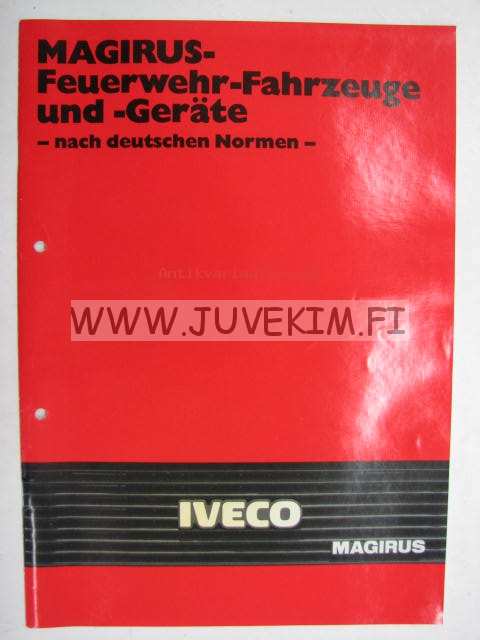 MAGIRUS-
Feuerwehr-Fahrzeuge
und -Geräte
– nach deutschen Normen –
WWW.JUVEKIM.FI
IVECO
MAGIRUS